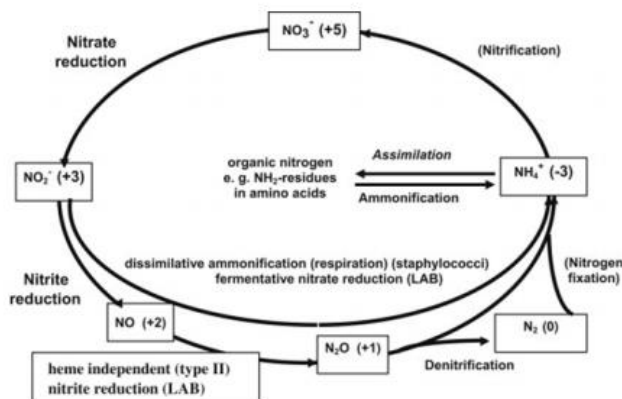 NO₃⁻ (+5)
Nitrate
reduction
(Nitrification)
NO₂⁻ (+3)
organic nitrogen
e. g. NH₂-residues
in amino acids
Assimilation
Ammonification
NH₄⁺ (-3)
dissimilative ammonification (respiration) (staphylococci)
fermentative nitrate reduction (LAB)
Nitrite
reduction
(Nitrogen
fixation)
NO (+2)
N₂O (+1)
N₂ (0)
Denitrification
heme independent (type II)
nitrite reduction (LAB)